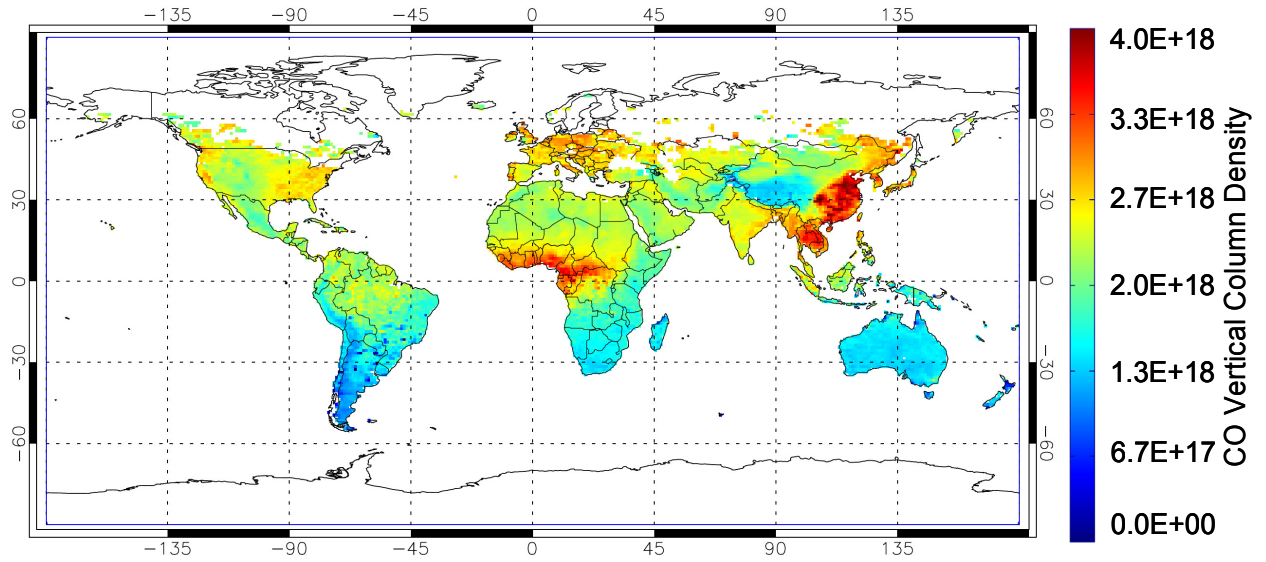 −135 −90 −45 0 45 90 135
60 60
30 30
0 0
−30 −30
−60 −60
−135 −90 −45 0 45 90 135
4.0E+18
3.3E+18
2.7E+18
2.0E+18
1.3E+18
6.7E+17
0.0E+00
CO Vertical Column Density